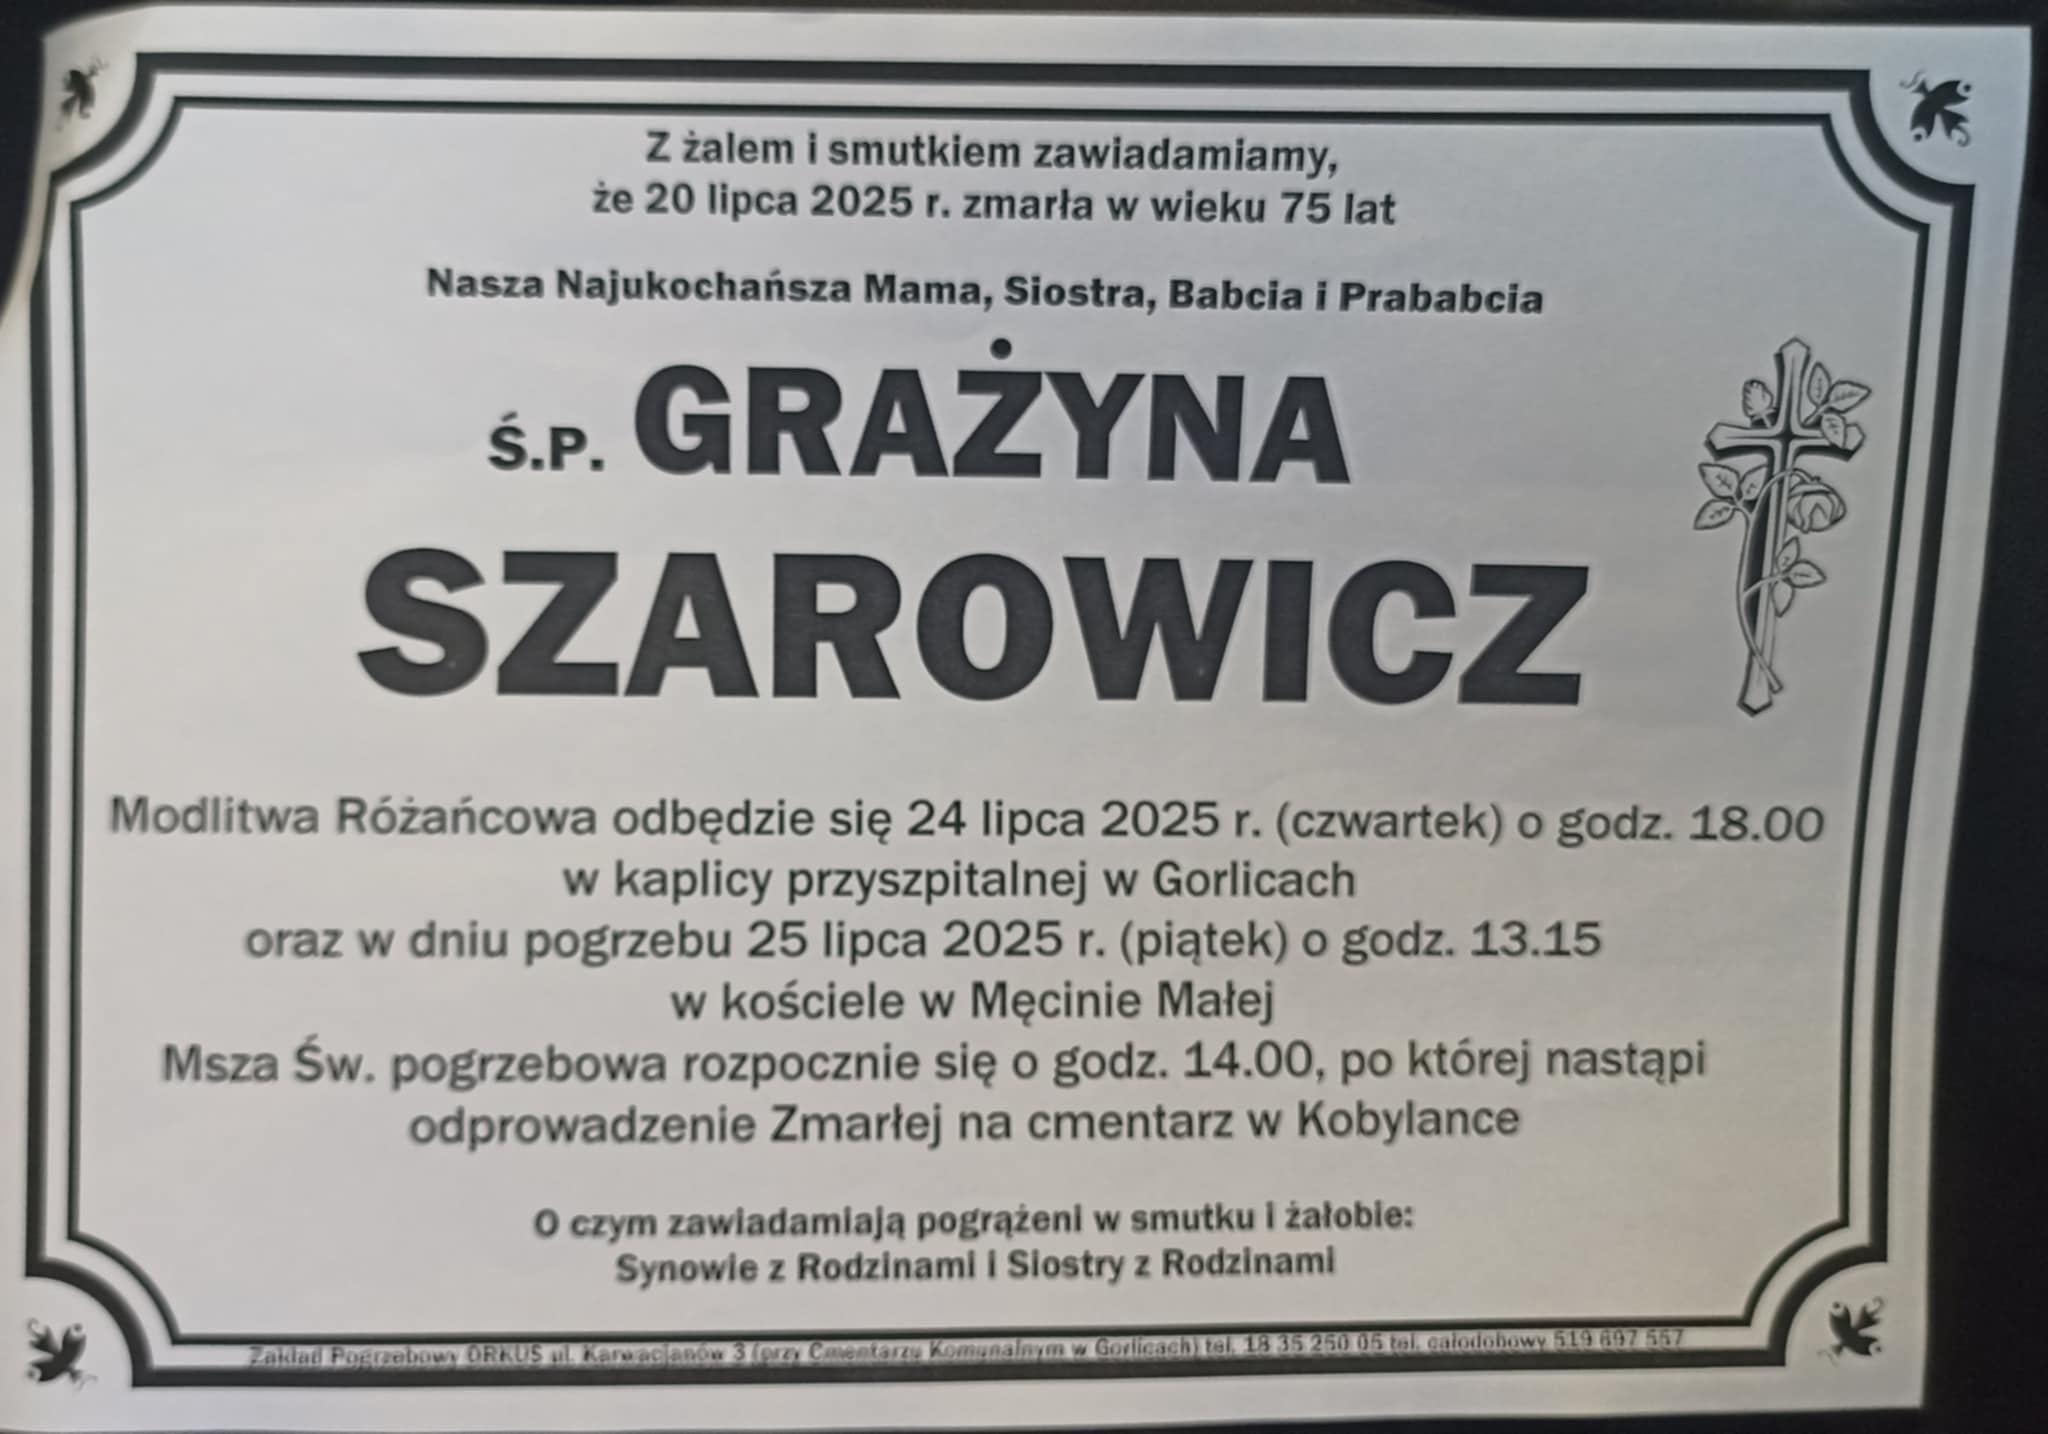 Z żalem i smutkiem zawiadamiamy,
że 20 lipca 2025 r. zmarła w wieku 75 lat
Nasza Najukochańsza Mama, Siostra, Babcia i Prababcia
Ś.P. GRAŻYNA
SZAROWICZ
Modlitwa Różańcowa odbędzie się 24 lipca 2025 r. (czwartek) o godz. 18.00
w kaplicy przyszpitalnej w Gorlicach
oraz w dniu pogrzebu 25 lipca 2025 r. (piątek) o godz. 13.15
w kościele w Męcinie Małej
Msza Św. pogrzebowa rozpocznie się o godz. 14.00, po której nastąpi
odprowadzenie Zmarłej na cmentarz w Kobylance
O czym zawiadamiają pogrążeni w smutku i żałobie:
Synowie z Rodzinami i Siostry z Rodzinami
Zakład Pogrzebowy ORKUS ul. Karwacjanów 3 (przy Cmentarzu Komunalnym w Gorlicach) tel. 18 35 250 05 tel. całodobowy 519 697 557